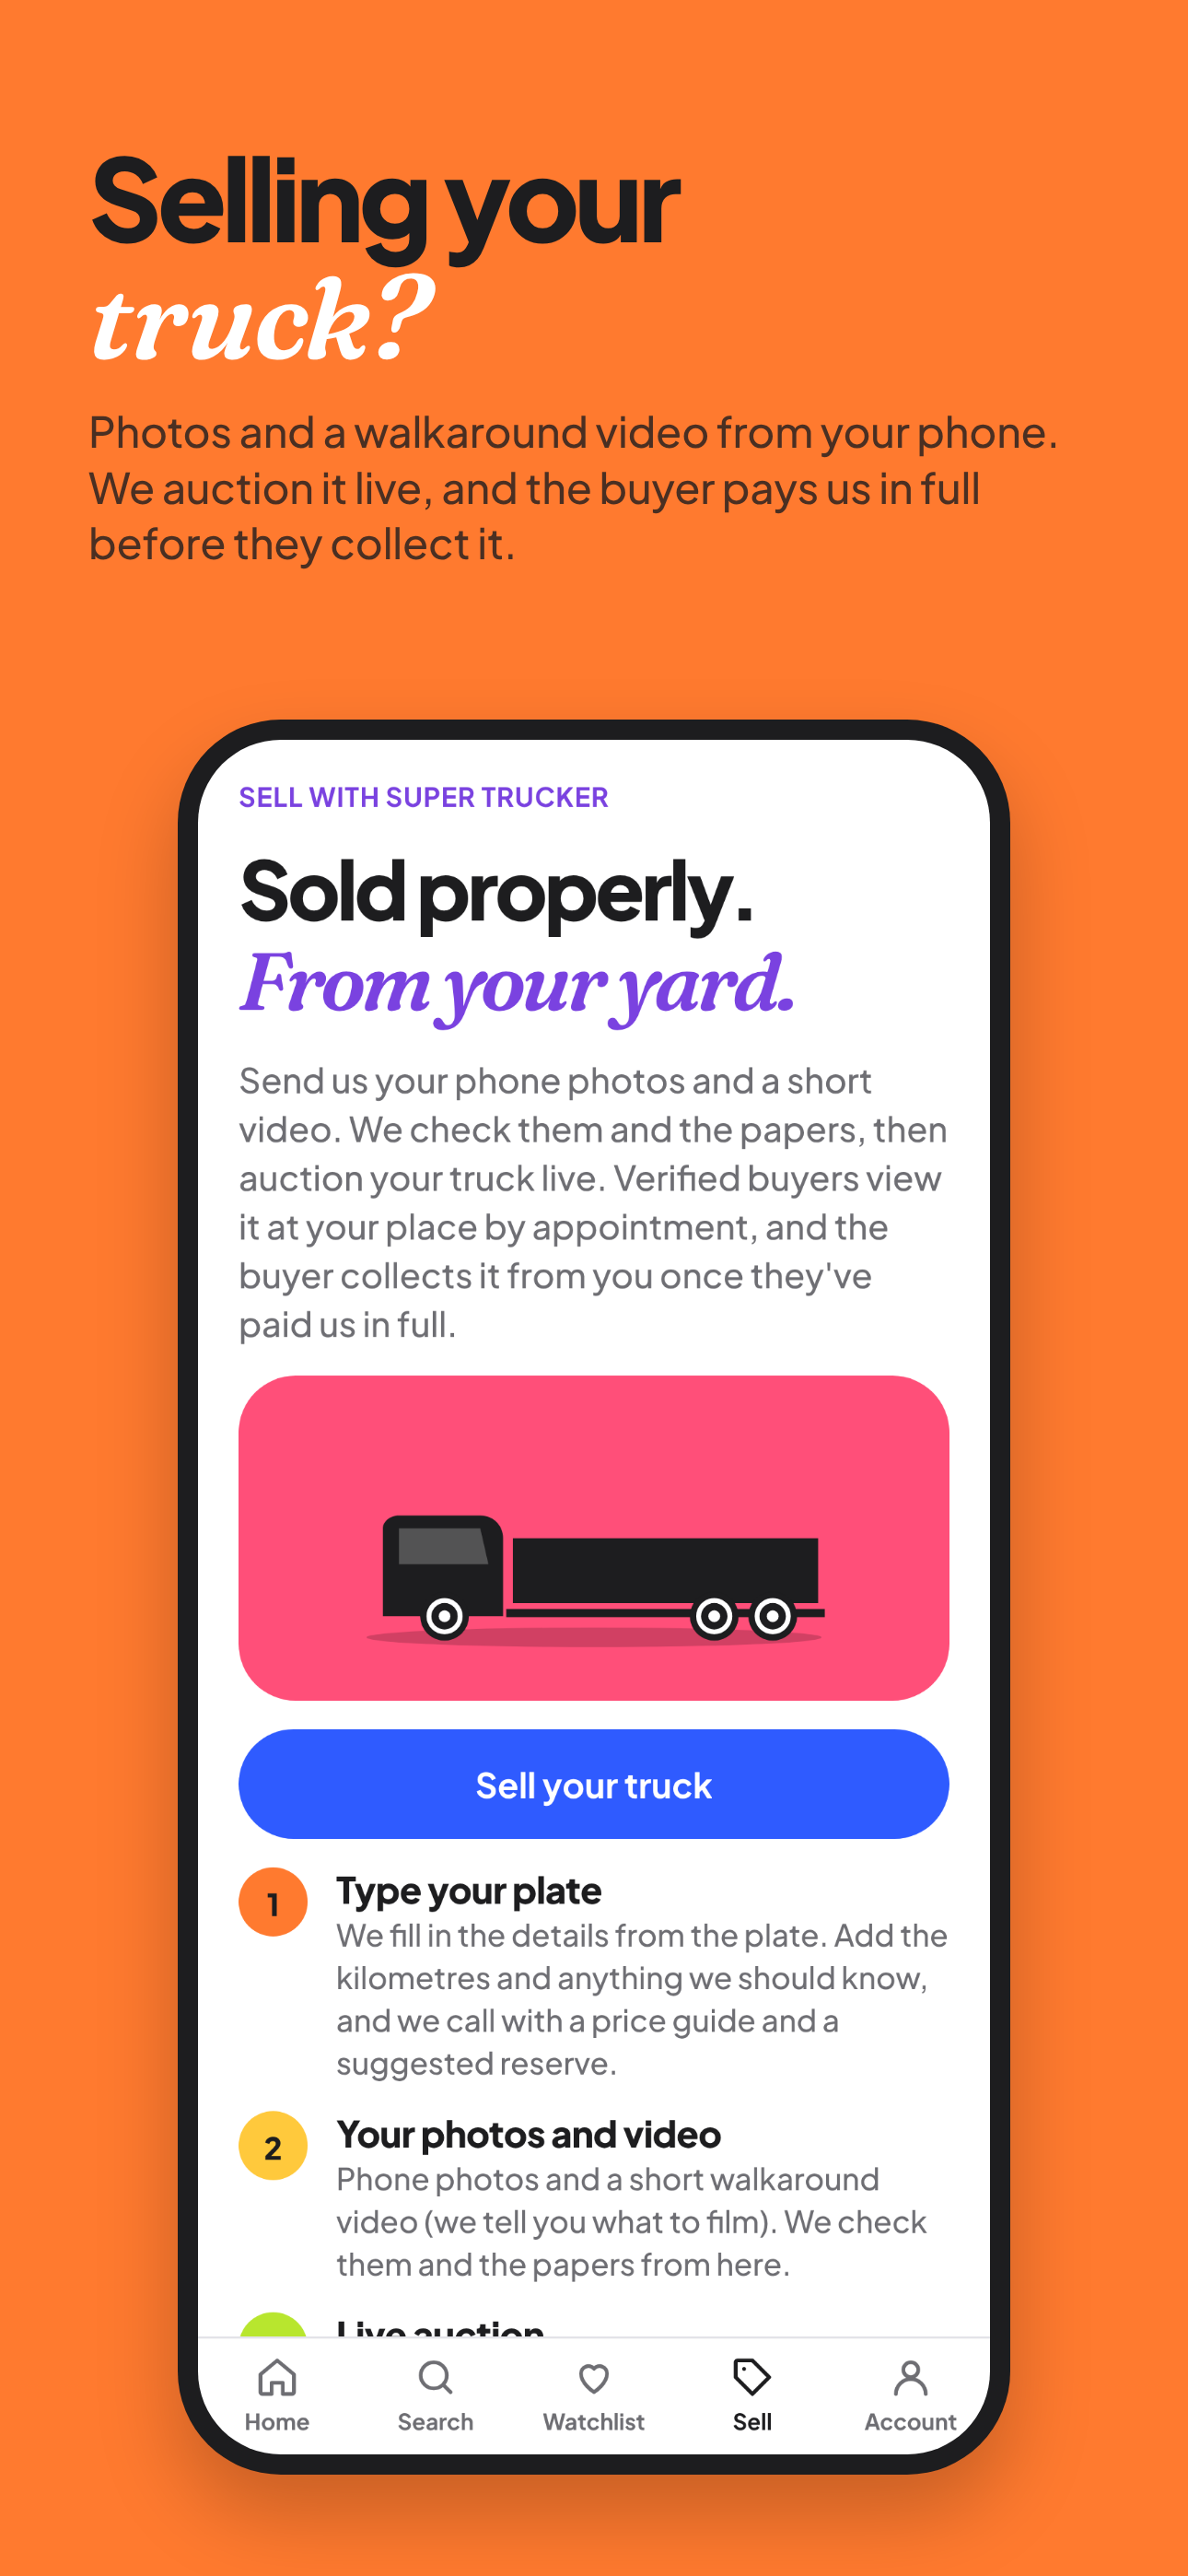 Selling your
truck?
Photos and a walkaround video from your phone.
We auction it live, and the buyer pays us in full
before they collect it.
SELL WITH SUPER TRUCKER
Sold properly.
From your yard.
Send us your phone photos and a short
video. We check them and the papers, then
auction your truck live. Verified buyers view
it at your place by appointment, and the
buyer collects it from you once they've
paid us in full.
Sell your truck
1
Type your plate
We fill in the details from the plate. Add the
kilometres and anything we should know,
and we call with a price guide and a
suggested reserve.
2
Your photos and video
Phone photos and a short walkaround
video (we tell you what to film). We check
them and the papers from here.
Live auction
Home
Search
Watchlist
Sell
Account